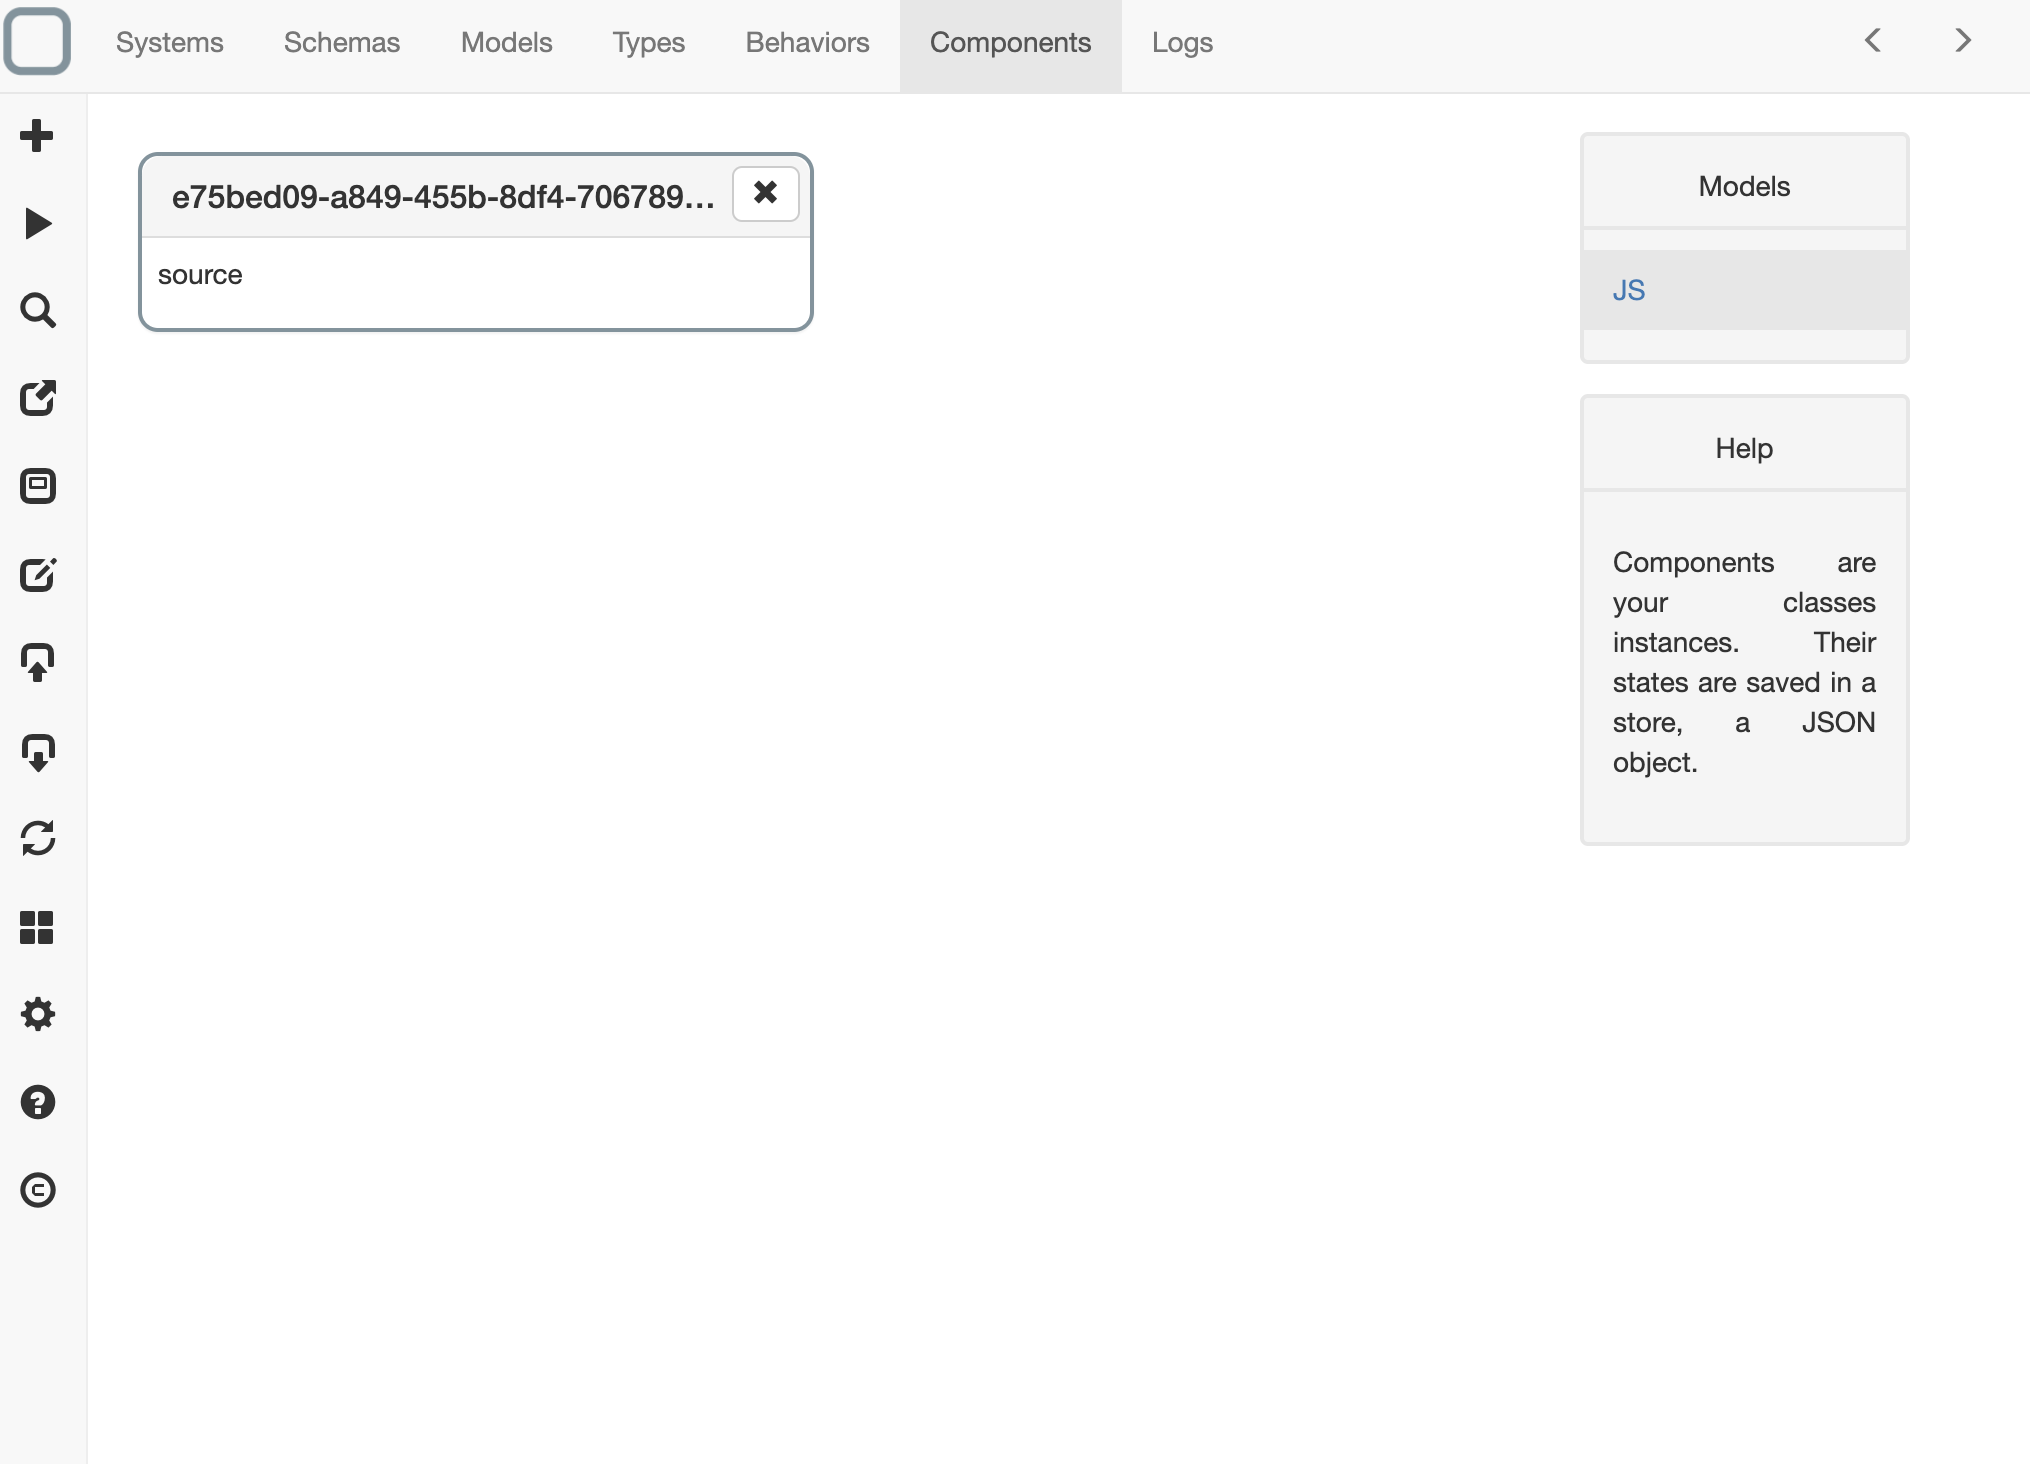 Systems Schemas Models Types Behaviors Components Logs
e75bed09-a849-455b-8df4-706789...
source
Models
JS
Help
Components are
your classes
instances. Their
states are saved in a
store, a JSON
object.